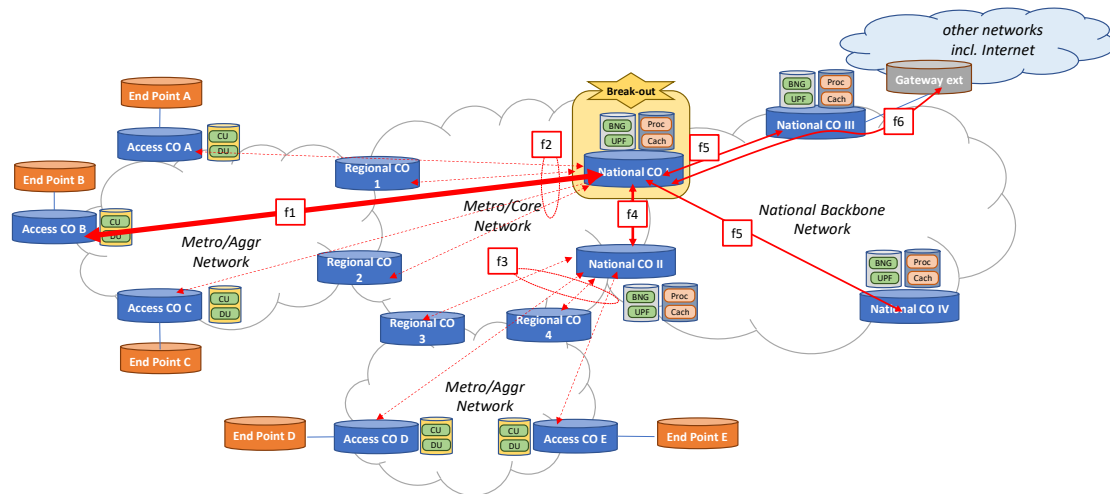 other networks
incl. Internet
Gateway ext
BNG
UPF
Proc
Cach
National CO III
f6
Break-out
BNG
UPF
Proc
Cach
National CO
f5
End Point A
Access CO A
CU
DU
f2
Regional CO
1
End Point B
Access CO B
CU
DU
f1
Metro/Core
Network
f4
National Backbone
Network
f5
Metro/Aggr
Network
Regional CO
2
f3
National CO II
BNG
UPF
Proc
Cach
BNG
UPF
Proc
Cach
National CO IV
Access CO C
CU
DU
End Point C
Regional CO
3
Regional CO
4
Metro/Aggr
Network
End Point D
Access CO D
CU
DU
CU
DU
Access CO E
End Point E